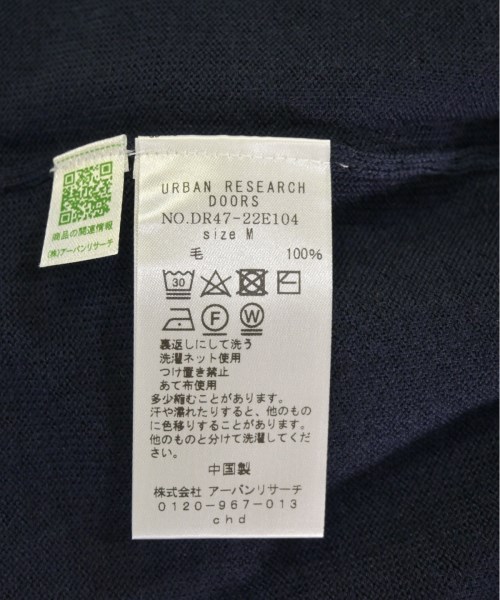 URBAN RESEARCH
DOORS
NO.DR47-22E104
size M
毛 100%
30
F W
裏返しにして洗う
洗濯ネット使用
つけ置き禁止
あて布使用
多少縮むことがあります。
汗や濡れたりすると、他のもの
に色移りすることがあります。
他のものと分けて洗濯してくだ
さい。
中国製
株式会社 アーバンリサーチ
0120-967-013
chd
商品の関連情報
(株)アーバンリサーチ